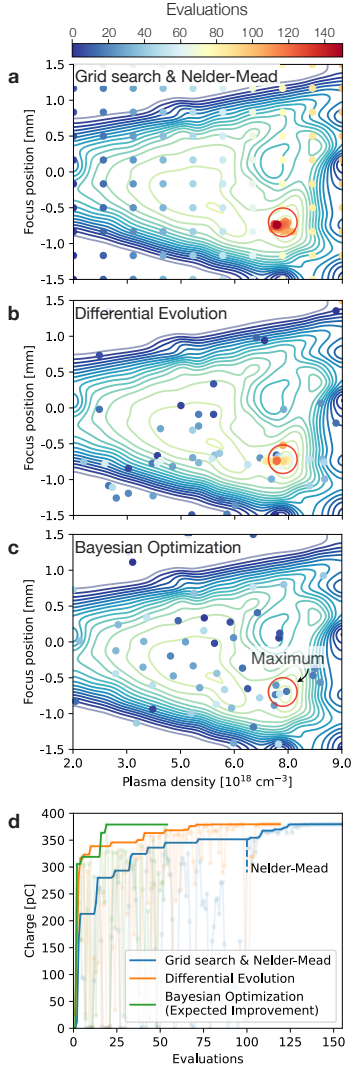 Evaluations
0 20 40 60 80 100 120 140
a
Grid search & Nelder-Mead
1.5
1.0
0.5
0.0
-0.5
-1.0
-1.5
Focus position [mm]
b
Differential Evolution
1.5
1.0
0.5
0.0
-0.5
-1.0
-1.5
Focus position [mm]
c
Bayesian Optimization
Maximum
1.5
1.0
0.5
0.0
-0.5
-1.0
-1.5
Focus position [mm]
2.0 3.0 5.0 6.0 8.0 9.0
Plasma density [10¹⁸ cm⁻³]
d
400
350
300
250
200
150
100
50
0
Charge [pC]
Nelder-Mead
Grid search & Nelder-Mead
Differential Evolution
Bayesian Optimization
(Expected Improvement)
0 25 50 75 100 125 150
Evaluations